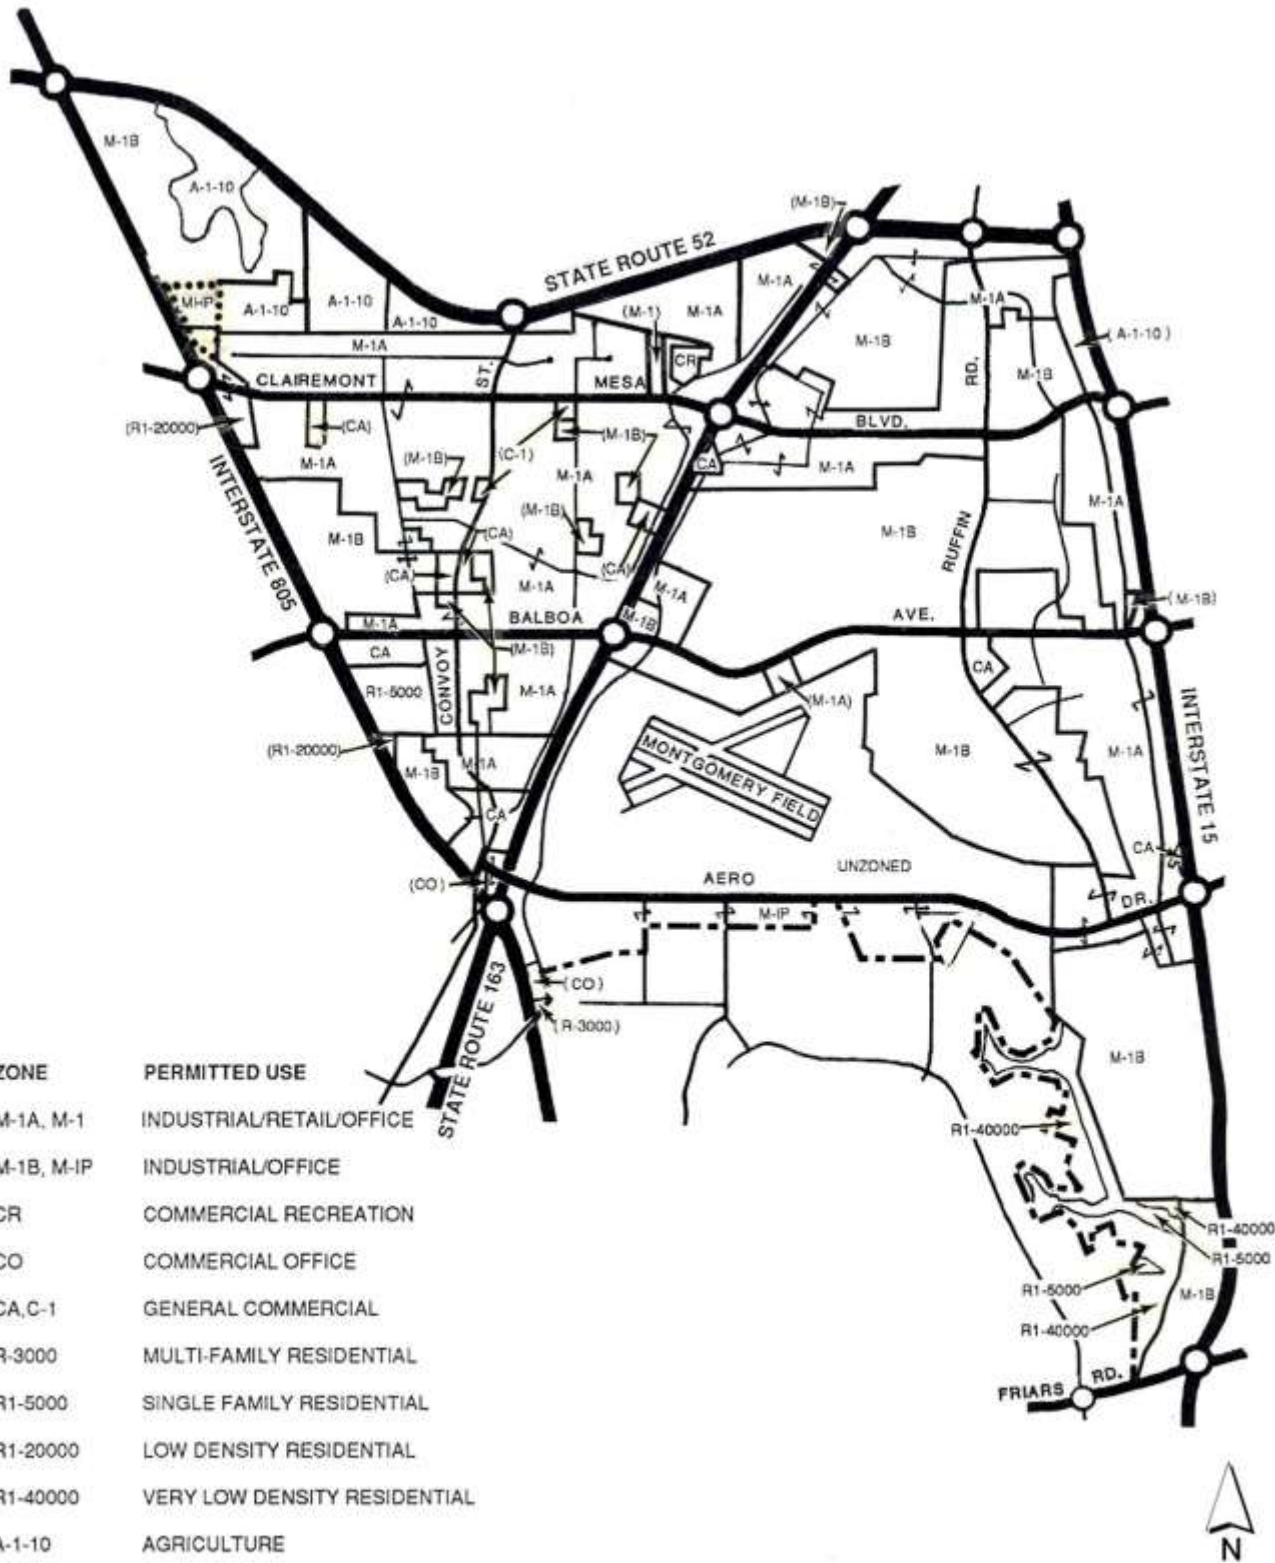 M-1B
A-1-10
(M-1B)
STATE ROUTE 52
M-1A
MHP
A-1-10
A-1-10
A-1-10
(M-1)
M-1A
M-1A
M-1B
(A-1-10)
M-1A
CR
RD.
M-1B
CLAIREMONT
ST.
MESA
BLVD.
(R1-20000)
(CA)
(M-1B)
M-1A
(M-1B)
(C-1)
M-1A
CA
M-1A
M-1A
INTERSTATE 805
M-1B
(M-1B)
(CA)
M-1B
RUFFIN
(CA)
(CA)
M-1A
M-1A
(M-1B)
M-1A
BALBOA
M-1B
AVE.
CA
(M-1B)
CA
R1-5000
CONVOY
M-1A
(M-1A)
INTERSTATE 15
(R1-20000)
M-1B
M-1A
MONTGOMERY FIELD
M-1B
M-1A
CA
CA
(CO)
AERO
UNZONED
DR.
M-IP
(CO)
(R-3000)
STATE ROUTE 163
M-1B
R1-40000
R1-40000
R1-5000
R1-5000
M-1B
R1-40000
FRIARS RD.
ZONE PERMITTED USE
M-1A, M-1 INDUSTRIAL/RETAIL/OFFICE
M-1B, M-IP INDUSTRIAL/OFFICE
CR COMMERCIAL RECREATION
CO COMMERCIAL OFFICE
CA,C-1 GENERAL COMMERCIAL
R-3000 MULTI-FAMILY RESIDENTIAL
R1-5000 SINGLE FAMILY RESIDENTIAL
R1-20000 LOW DENSITY RESIDENTIAL
R1-40000 VERY LOW DENSITY RESIDENTIAL
A-1-10 AGRICULTURE
N